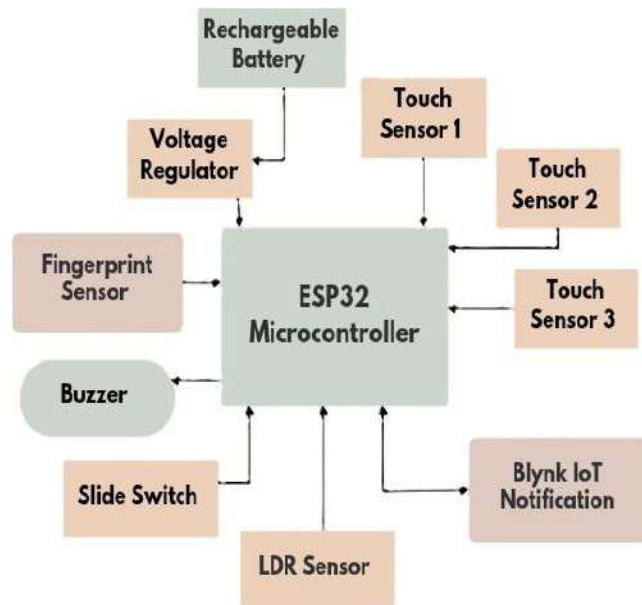 Rechargeable
Battery
Touch
Sensor 1
Voltage
Regulator
Touch
Sensor 2
Fingerprint
Sensor
ESP32
Microcontroller
Touch
Sensor 3
Buzzer
Slide Switch
Blynk IoT
Notification
LDR Sensor